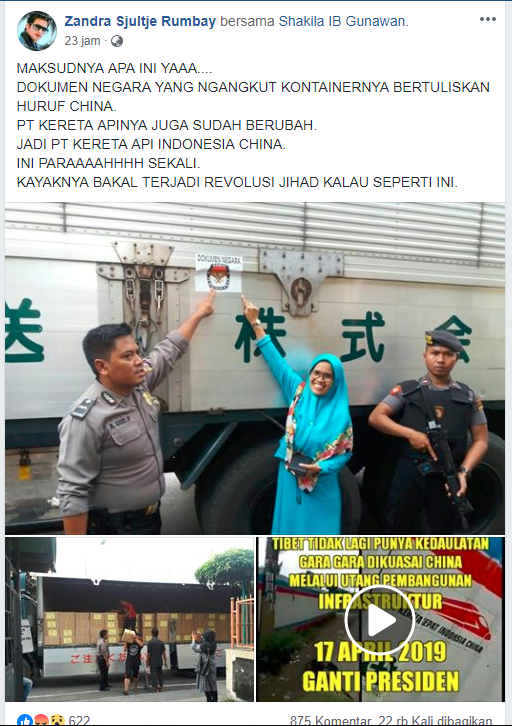 Zandra Sjultje Rumbay bersama Shakila IB Gunawan.
23 jam
MAKSUDNYA APA INI YAAA....
DOKUMEN NEGARA YANG NGANGKUT KONTAINERNYA BERTULISKAN
HURUF CHINA.
PT KERETA APINYA JUGA SUDAH BERUBAH.
JADI PT KERETA API INDONESIA CHINA.
INI PARAAAAHHHH SEKALI.
KAYAKNYA BAKAL TERJADI REVOLUSI JIHAD KALAU SEPERTI INI.
DOKUMEN NEGARA
送 株式会
TIBET TIDAK LAGI PUNYA KEDAULATAN
GARA GARA DIKUASAI CHINA
MELALUI UTANG PEMBANGUNAN
INFRASTRUKTUR
CEPAT INDONSIA CHINA
17 APRIL 2019
GANTI PRESIDEN
622
875 Komentar 22 rb Kali dibagikan